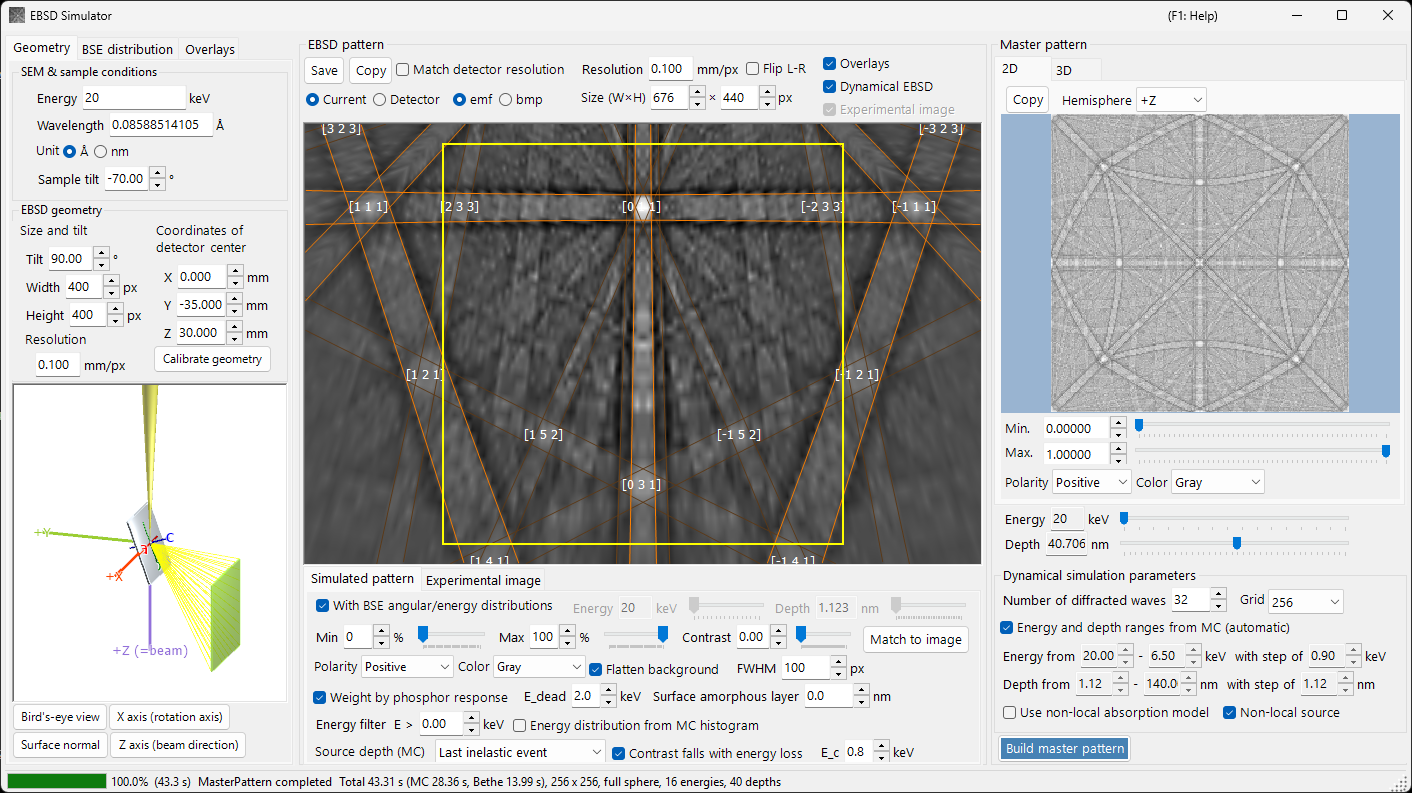 EBSD Simulator
(F1: Help)
Geometry
BSE distribution
Overlays
SEM & sample conditions
Energy 20 keV
Wavelength 0.08588514105 Å
Unit Å nm
Sample tilt -70.00 °
EBSD geometry
Size and tilt
Tilt 90.00 °
Width 400 px
Height 400 px
Resolution
0.100 mm/px
Coordinates of
detector center
X 0.000 mm
Y -35.000 mm
Z 30.000 mm
Calibrate geometry
+Y
C
a
+X
+Z (=beam)
Bird's-eye view
X axis (rotation axis)
Surface normal
Z axis (beam direction)
EBSD pattern
Save
Copy
Match detector resolution
Resolution 0.100 mm/px
Flip L-R
Current
Detector
emf
bmp
Size (W×H) 676 × 440 px
Overlays
Dynamical EBSD
Experimental image
[3 2 3]
[-3 2 3]
[1 1 1]
[2 3 3]
[-2 3 3]
[-1 1 1]
[1 2 1]
[-1 2 1]
[1 5 2]
[-1 5 2]
[0 3 1]
[1 4 1]
[-1 4 1]
Simulated pattern
Experimental image
With BSE angular/energy distributions
Energy 20 keV
Depth 1.123 nm
Min 0 %
Max 100 %
Contrast 0.00
Match to image
Polarity Positive
Color Gray
Flatten background
FWHM 100 px
Weight by phosphor response
E_dead 2.0 keV
Surface amorphous layer 0.0 nm
Energy filter E > 0.00 keV
Energy distribution from MC histogram
Source depth (MC) Last inelastic event
Contrast falls with energy loss
E_c 0.8 keV
Master pattern
2D
3D
Copy
Hemisphere +Z
Min. 0.00000
Max. 1.00000
Polarity Positive
Color Gray
Energy 20 keV
Depth 40.706 nm
Dynamical simulation parameters
Number of diffracted waves 32
Grid 256
Energy and depth ranges from MC (automatic)
Energy from 20.00 - 6.50 keV with step of 0.90 keV
Depth from 1.12 - 140.0 nm with step of 1.12 nm
Use non-local absorption model
Non-local source
Build master pattern
100.0% (43.3 s) MasterPattern completed Total 43.31 s (MC 28.36 s, Bethe 13.99 s), 256 x 256, full sphere, 16 energies, 40 depths